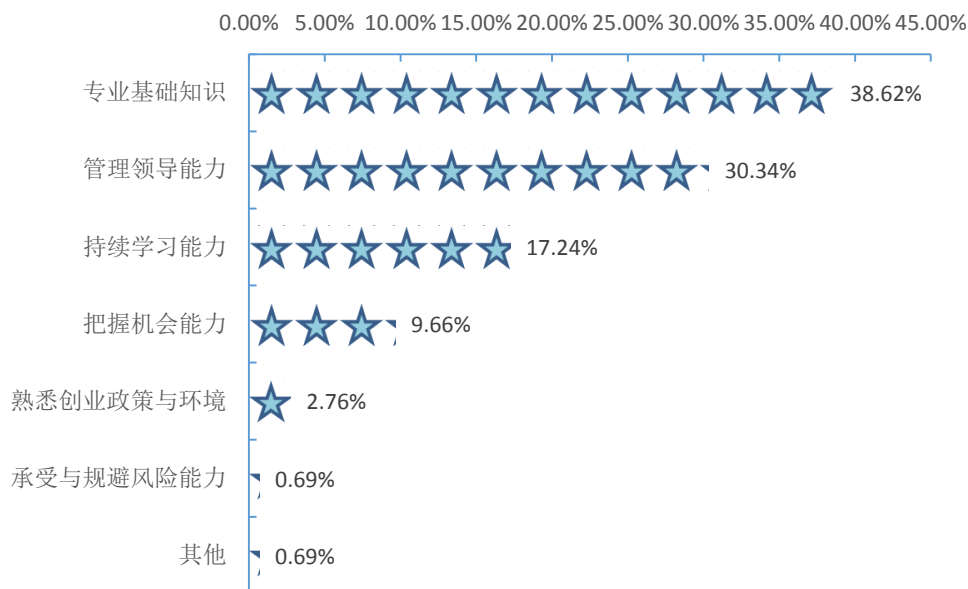 0.00% 5.00% 10.00% 15.00% 20.00% 25.00% 30.00% 35.00% 40.00% 45.00%
专业基础知识 38.62%
管理领导能力 30.34%
持续学习能力 17.24%
把握机会能力 9.66%
熟悉创业政策与环境 2.76%
承受与规避风险能力 0.69%
其他 0.69%